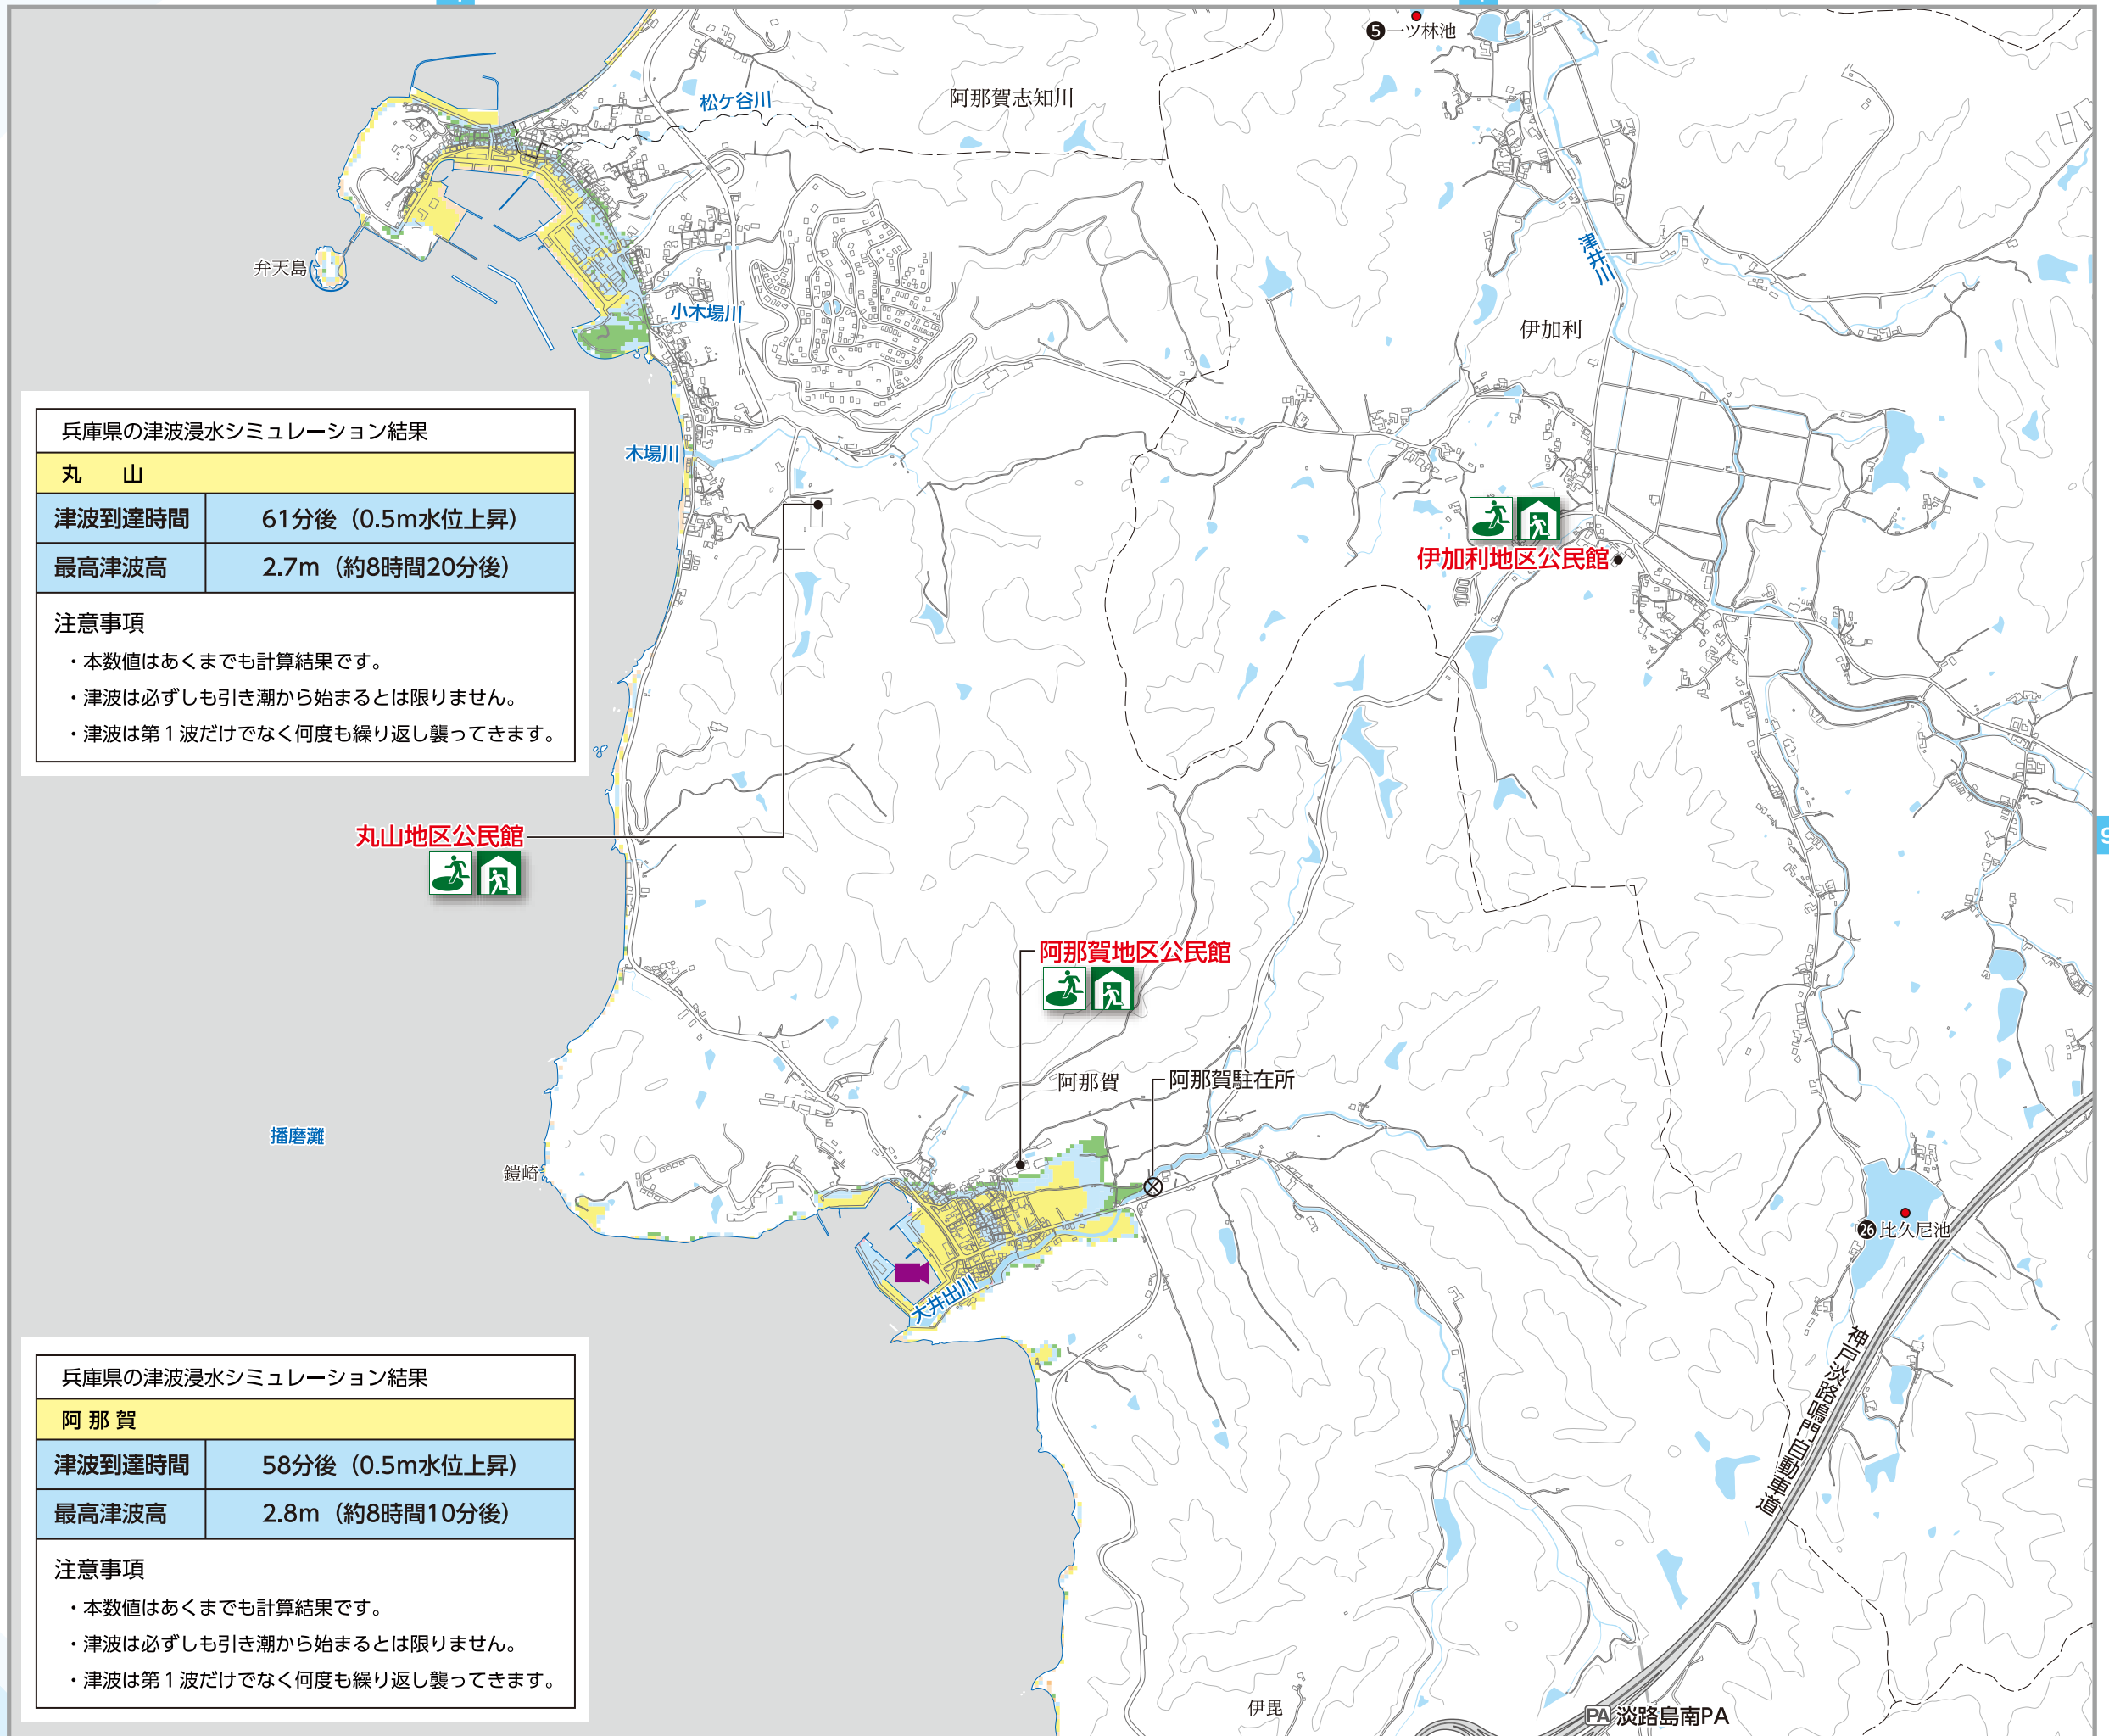 ❺一ツ林池
松ケ谷川
阿那賀志知川
津井川
弁天島
小木場川
伊加利
兵庫県の津波浸水シミュレーション結果
丸　山
津波到達時間　61分後（0.5m水位上昇）
最高津波高　2.7m（約8時間20分後）
注意事項
・本数値はあくまでも計算結果です。
・津波は必ずしも引き潮から始まるとは限りません。
・津波は第１波だけでなく何度も繰り返し襲ってきます。
木場川
伊加利地区公民館
丸山地区公民館
9
阿那賀地区公民館
阿那賀
阿那賀駐在所
播磨灘
鎧崎
㉖比久尼池
大井出川
神戸淡路鳴門自動車道
兵庫県の津波浸水シミュレーション結果
阿那賀
津波到達時間　58分後（0.5m水位上昇）
最高津波高　2.8m（約8時間10分後）
注意事項
・本数値はあくまでも計算結果です。
・津波は必ずしも引き潮から始まるとは限りません。
・津波は第１波だけでなく何度も繰り返し襲ってきます。
伊毘
PA 淡路島南PA